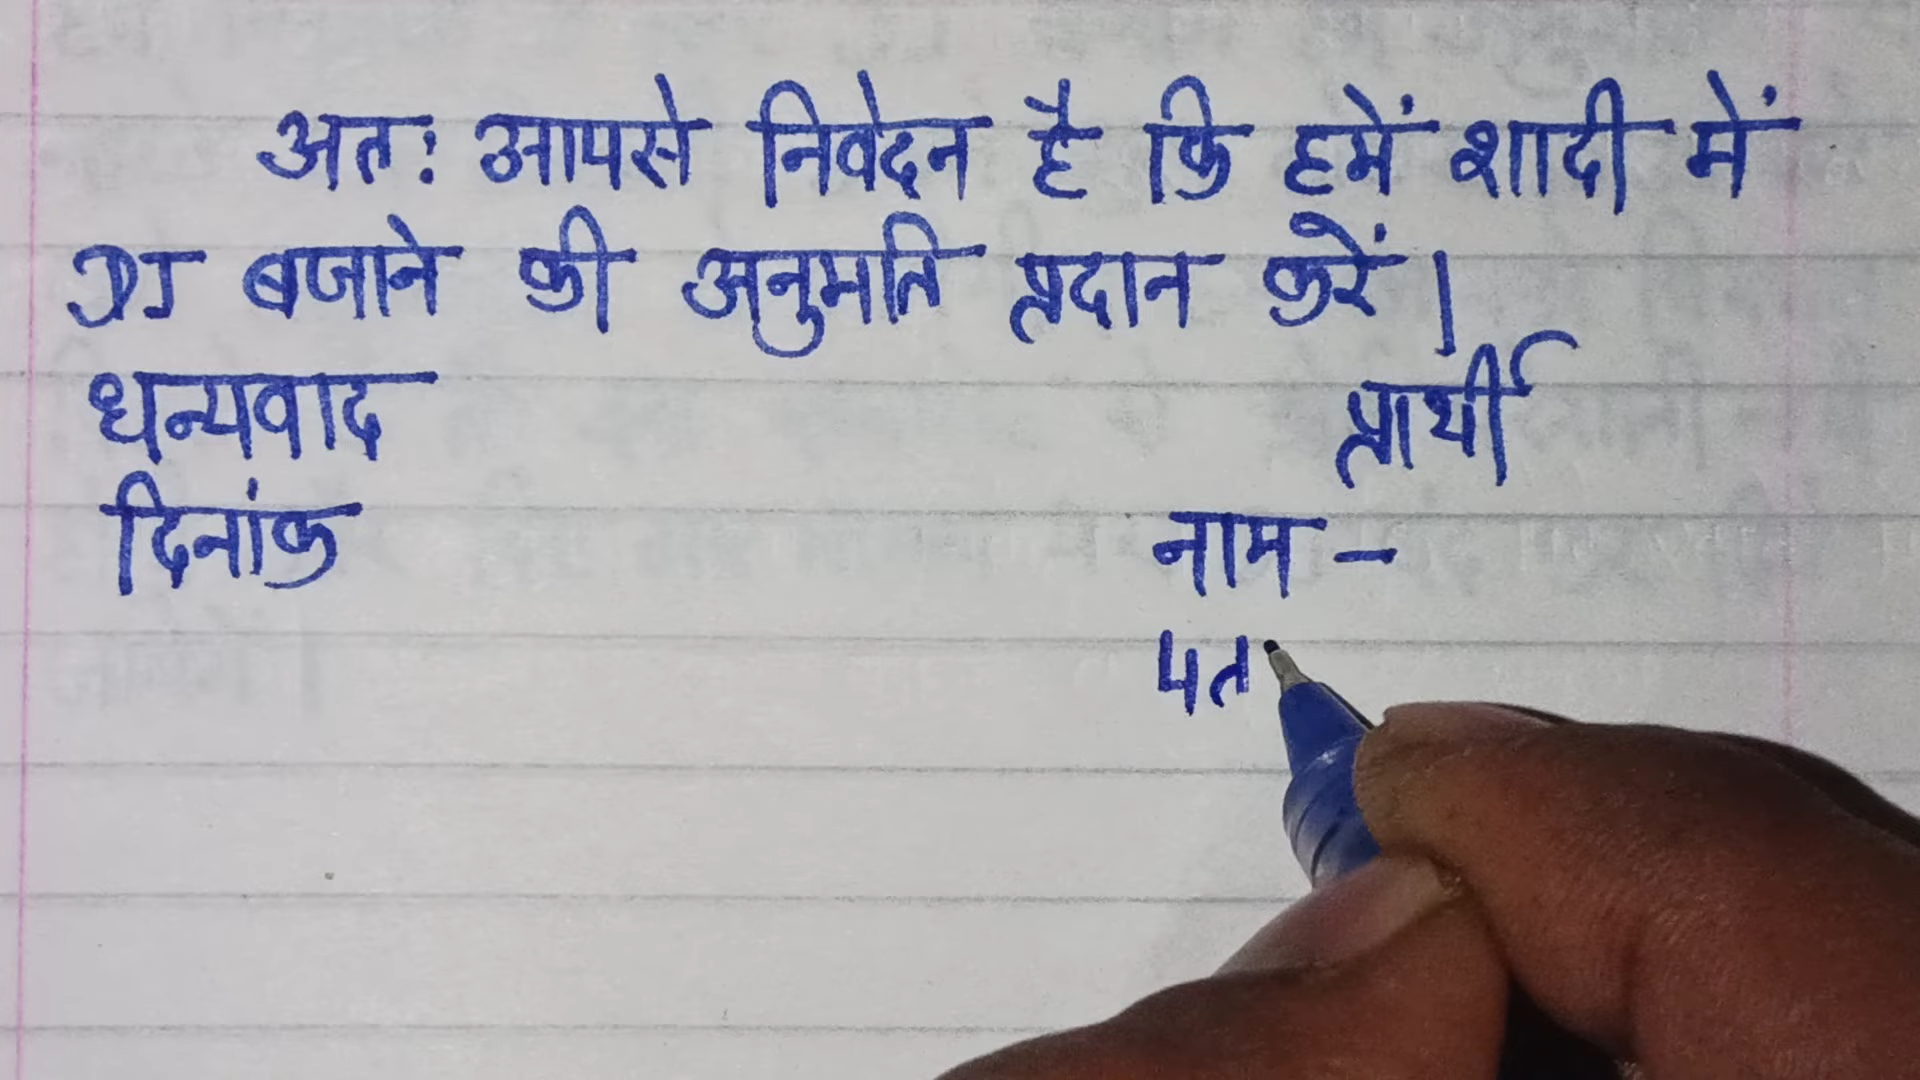 अतः आपसे निवेदन है कि हमें शादी में
DJ बजाने की अनुमति प्रदान करें।
धन्यवाद प्रार्थी
दिनांक नाम –
पत